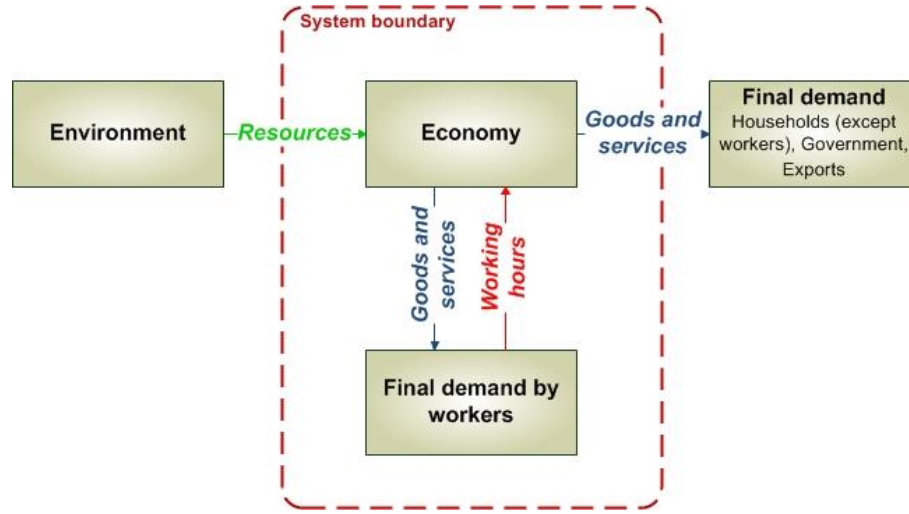 System boundary
Environment
Resources
Economy
Goods and
services
Final demand
Households (except
workers), Government,
Exports
Goods and
services
Working
hours
Final demand by
workers